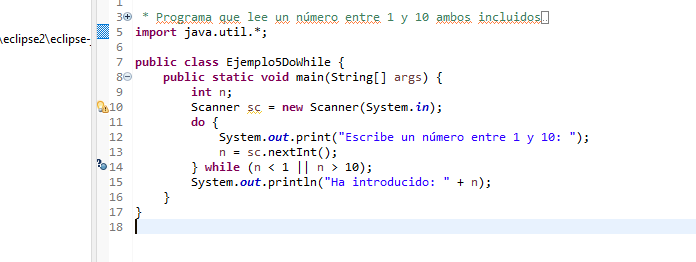 3 * Programa que lee un número entre 1 y 10 ambos incluidos..
\eclipse2\eclipse-
5 import java.util.*;
6
7 public class Ejemplo5DoWhile {
8 public static void main(String[] args) {
9 int n;
10 Scanner sc = new Scanner(System.in);
11 do {
12 System.out.print("Escribe un número entre 1 y 10: ");
13 n = sc.nextInt();
14 } while (n < 1 || n > 10);
15 System.out.println("Ha introducido: " + n);
16 }
17 }
18